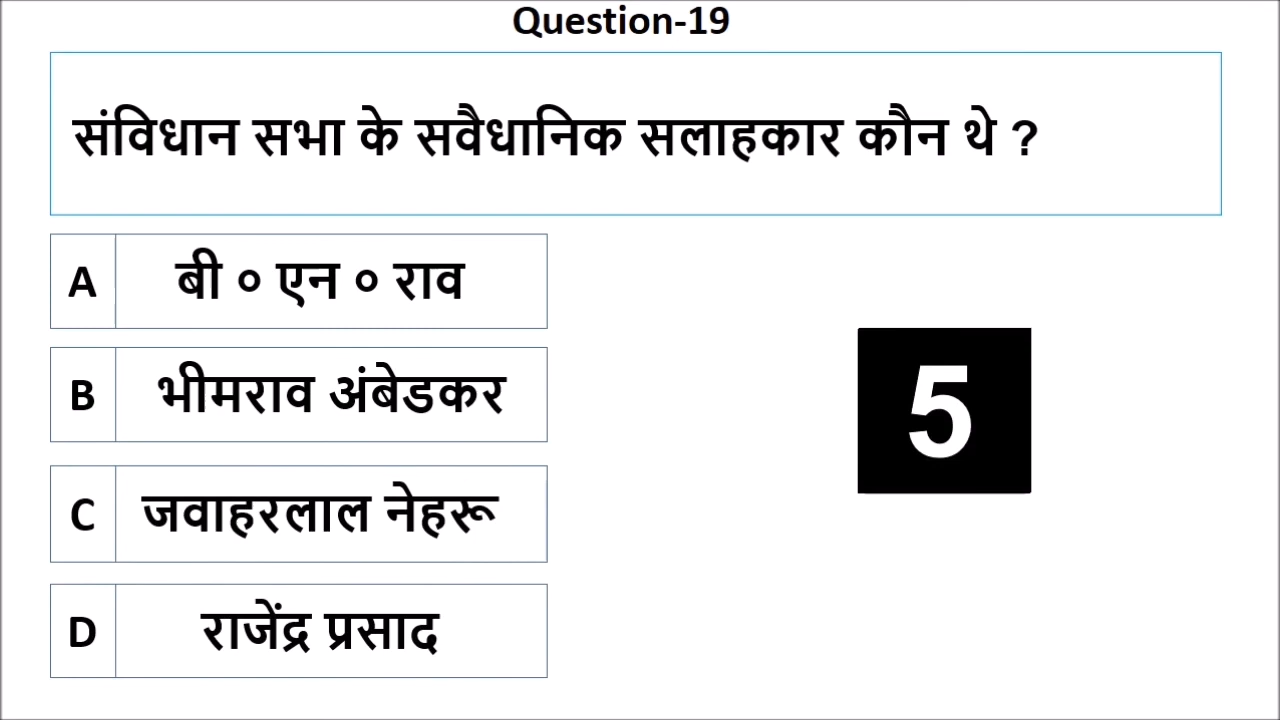 Question-19
संविधान सभा के सवैधानिक सलाहकार कौन थे ?
A बी ० एन ० राव
B भीमराव अंबेडकर
5
C जवाहरलाल नेहरू
D राजेंद्र प्रसाद